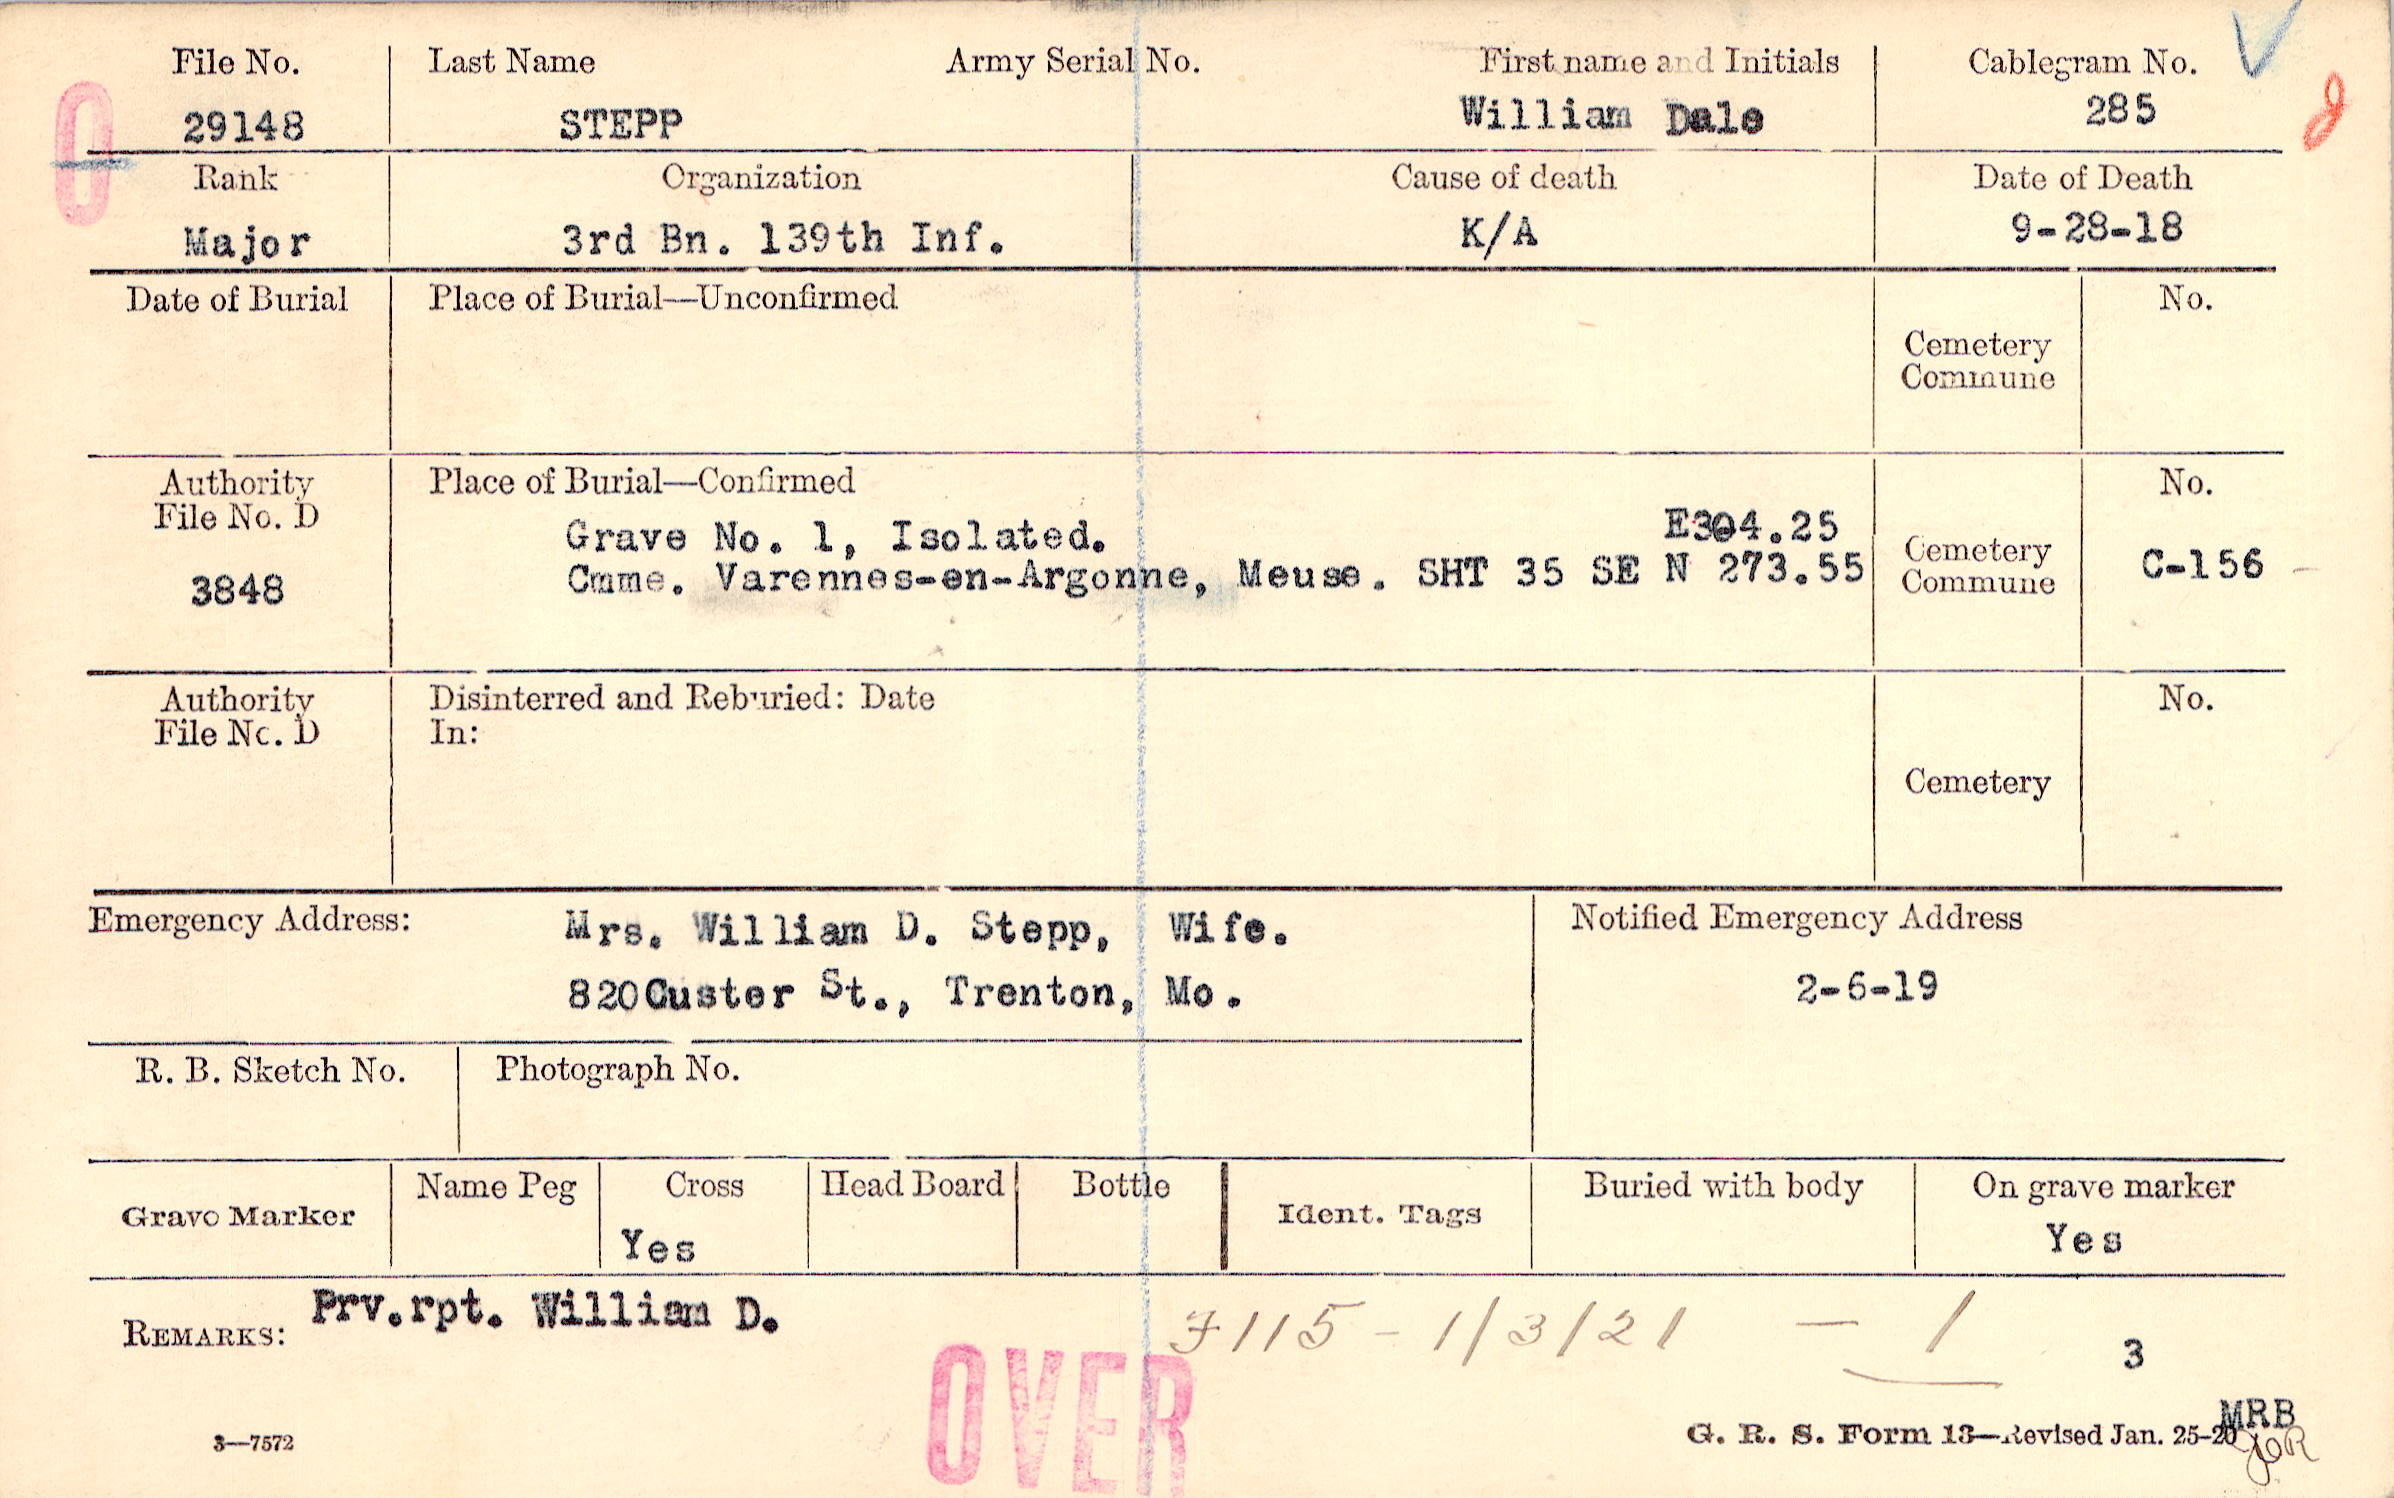 File No. Last Name Army Serial No. First name and Initials Cablegram No.
29148 STEPP William Dale 285
Rank Organization Cause of death Date of Death
Major 3rd Bn. 139th Inf. K/A 9-28-18
Date of Burial Place of Burial—Unconfirmed No.
Cemetery
Commune
Authority Place of Burial—Confirmed No.
File No. D
E304.25
Grave No. 1, Isolated.
Cemetery
Cmme. Varennes-en-Argonne, Meuse. SHT 35 SE N 273.55 C-156
Commune
3848
Authority Disinterred and Reburied: Date No.
File No. D In:
Cemetery
Emergency Address: Mrs. William D. Stepp, Wife. Notified Emergency Address
820Custer St., Trenton, Mo. 2-6-19
R. B. Sketch No. Photograph No.
Name Peg Cross Head Board Bottle Buried with body On grave marker
Grave Marker Ident. Tags
Yes Yes
Prv.rpt. William D.
REMARKS: 7115 - 1/3/21 — 1
3
OVER
MRB
3—7572 G. R. S. Form 13—Revised Jan. 25-20